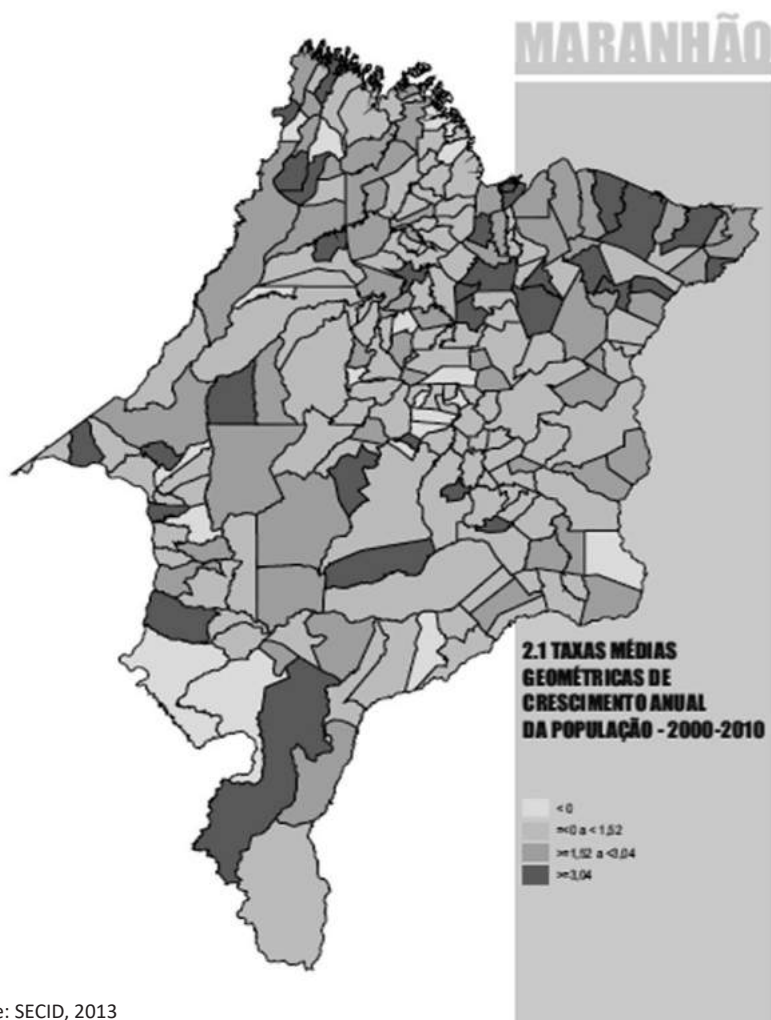 MARANHÃO
2.1 TAXAS MÉDIAS
GEOMÉTRICAS DE
CRESCIMENTO ANUAL
DA POPULAÇÃO - 2000-2010
< 0
=<0 a < 1,52
>=1,52 a <3,04
>=3,04
e: SECID, 2013